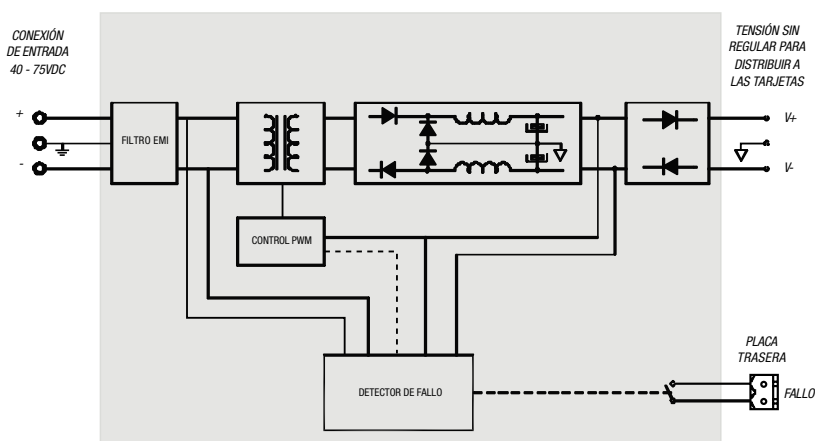 CONEXIÓN
DE ENTRADA
40 - 75VDC
TENSIÓN SIN
REGULAR PARA
DISTRIBUIR A
LAS TARJETAS
+
-
FILTRO EMI
V+
V-
CONTROL PWM
DETECTOR DE FALLO
PLACA
TRASERA
FALLO